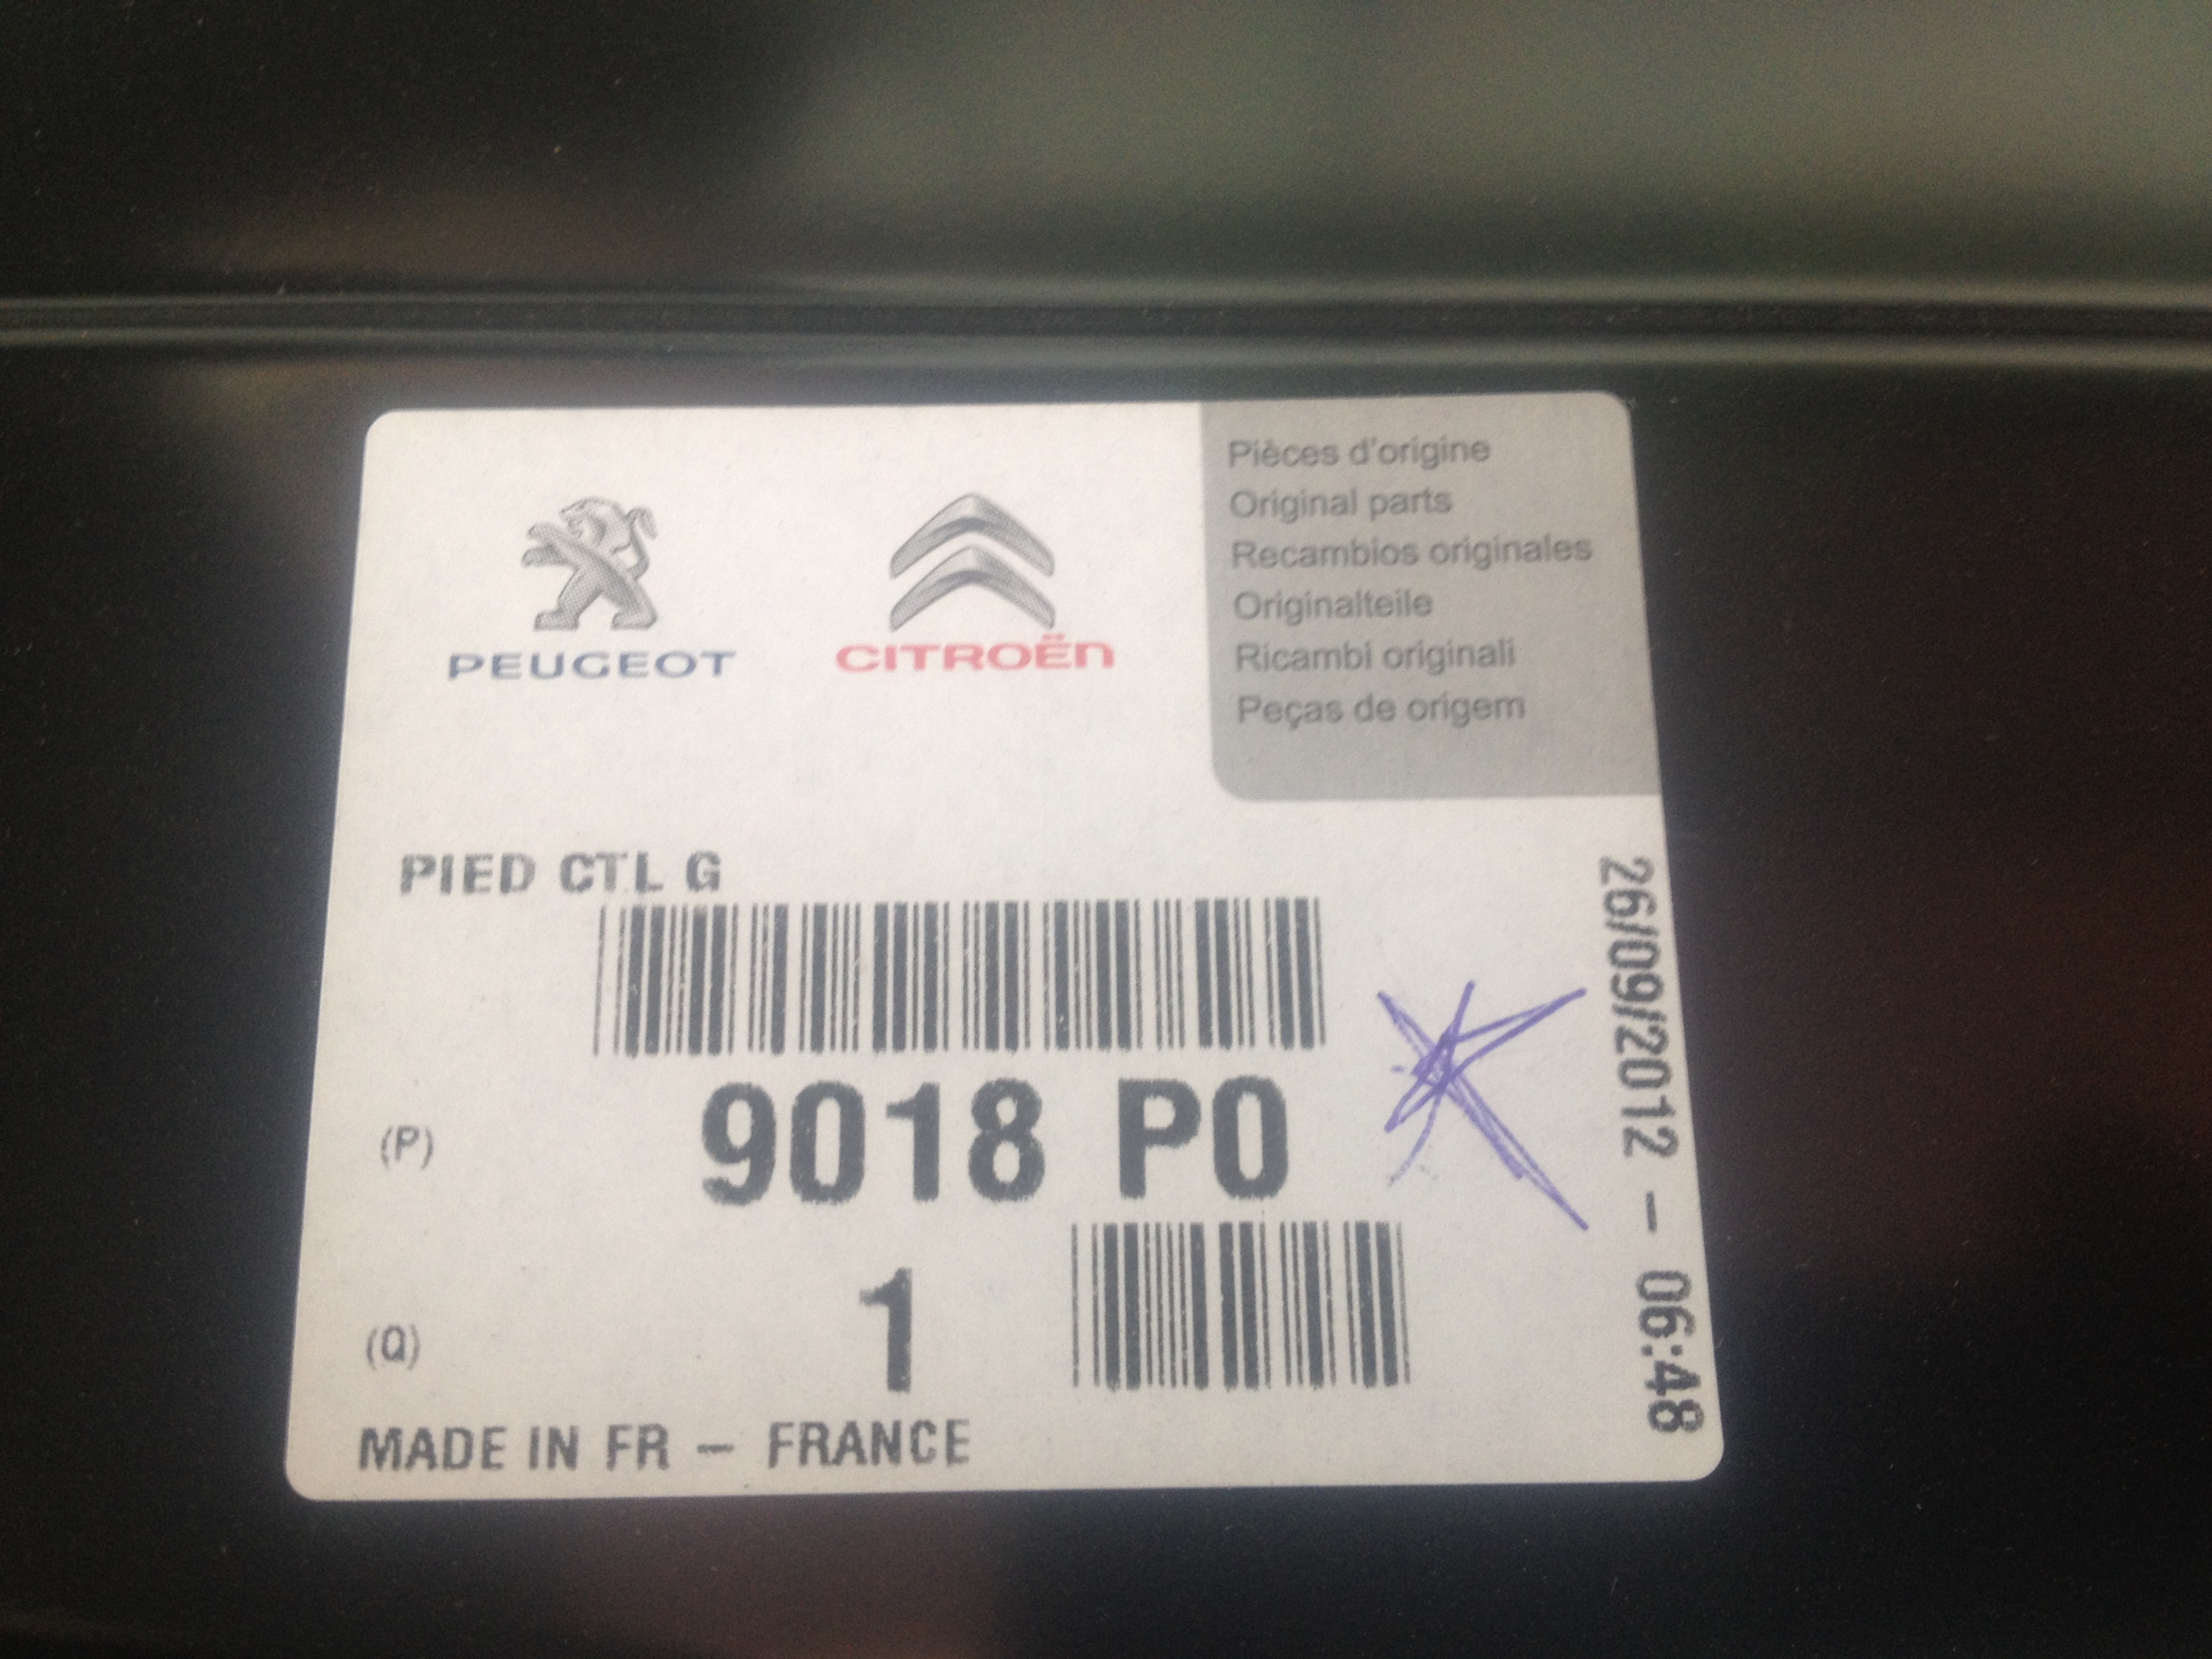 PEUGEOT
CITROËN
Pièces d'origine
Original parts
Recambios originales
Originalteile
Ricambi originali
Peças de origem
PIED CTL G
(P) 9018 P0
(Q) 1
MADE IN FR - FRANCE
26/09/2012 - 06:48